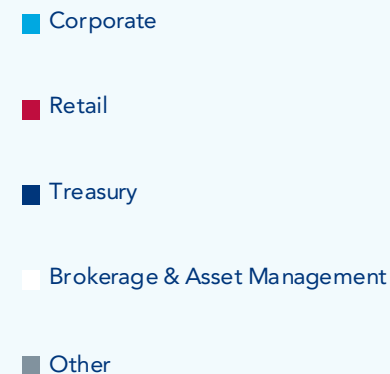 Corporate
Retail
Treasury
Brokerage & Asset Management
Other